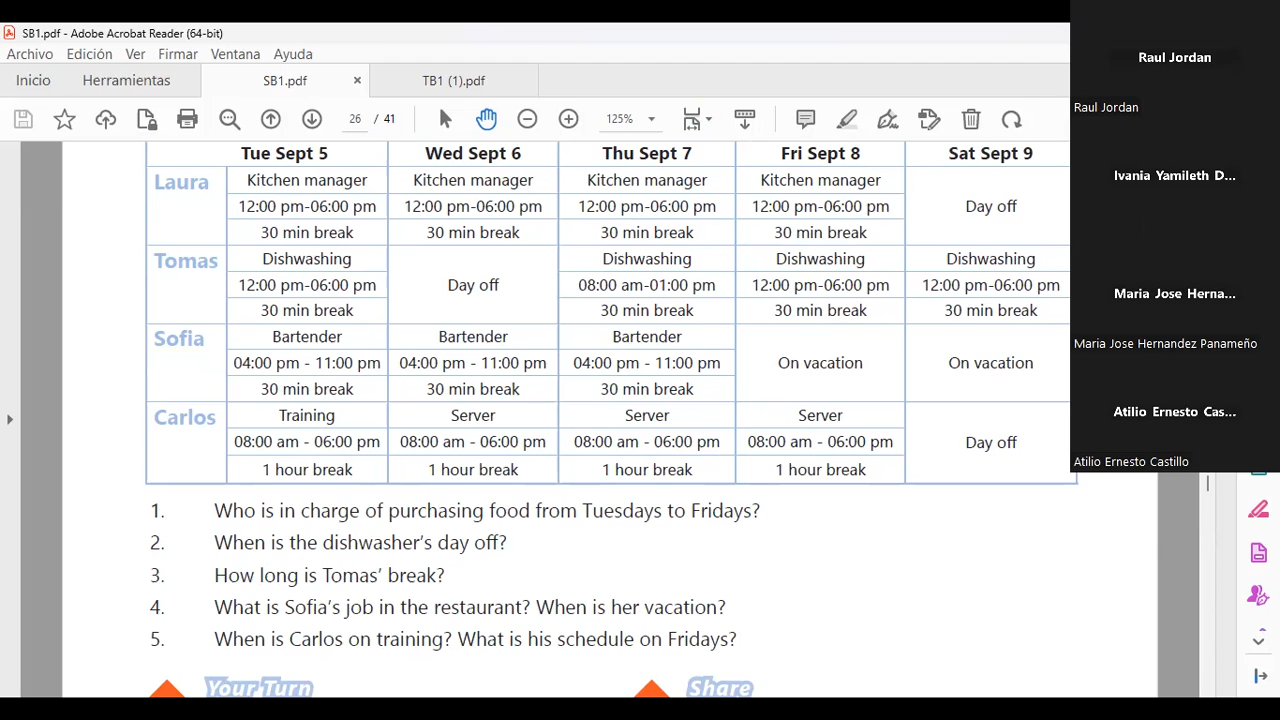 SB1.pdf - Adobe Acrobat Reader (64-bit)
Archivo Edición Ver Firmar Ventana Ayuda
Inicio Herramientas SB1.pdf × TB1 (1).pdf
26 / 41 125%
Tue Sept 5 Wed Sept 6 Thu Sept 7 Fri Sept 8 Sat Sept 9
Laura Kitchen manager Kitchen manager Kitchen manager Kitchen manager
12:00 pm-06:00 pm 12:00 pm-06:00 pm 12:00 pm-06:00 pm 12:00 pm-06:00 pm Day off
30 min break 30 min break 30 min break 30 min break
Tomas Dishwashing Dishwashing Dishwashing Dishwashing
12:00 pm-06:00 pm Day off 08:00 am-01:00 pm 12:00 pm-06:00 pm 12:00 pm-06:00 pm
30 min break 30 min break 30 min break 30 min break
Sofia Bartender Bartender Bartender
04:00 pm - 11:00 pm 04:00 pm - 11:00 pm 04:00 pm - 11:00 pm On vacation On vacation
30 min break 30 min break 30 min break
Carlos Training Server Server Server
08:00 am - 06:00 pm 08:00 am - 06:00 pm 08:00 am - 06:00 pm 08:00 am - 06:00 pm Day off
1 hour break 1 hour break 1 hour break 1 hour break
1. Who is in charge of purchasing food from Tuesdays to Fridays?
2. When is the dishwasher's day off?
3. How long is Tomas' break?
4. What is Sofia's job in the restaurant? When is her vacation?
5. When is Carlos on training? What is his schedule on Fridays?
Your Turn Share
Raul Jordan
Raul Jordan
Ivania Yamileth D...
Maria Jose Herna...
Maria Jose Hernandez Panameño
Atilio Ernesto Cas...
Atilio Ernesto Castillo